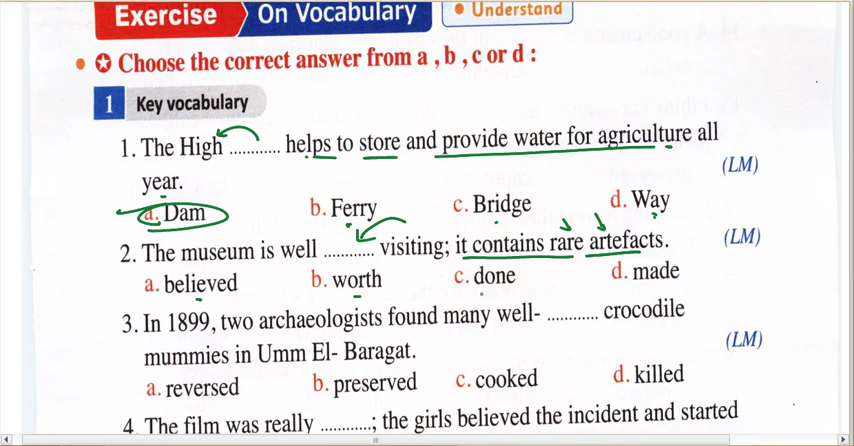 Exercise On Vocabulary • Understand
• Choose the correct answer from a , b , c or d :
1 Key vocabulary
1. The High ............ helps to store and provide water for agriculture all
(LM)
year.
a. Dam b. Ferry c. Bridge d. Way
2. The museum is well ............ visiting; it contains rare artefacts. (LM)
a. believed b. worth c. done d. made
3. In 1899, two archaeologists found many well- ............ crocodile
(LM)
mummies in Umm El- Baragat.
a. reversed b. preserved c. cooked d. killed
4. The film was really ............; the girls believed the incident and started